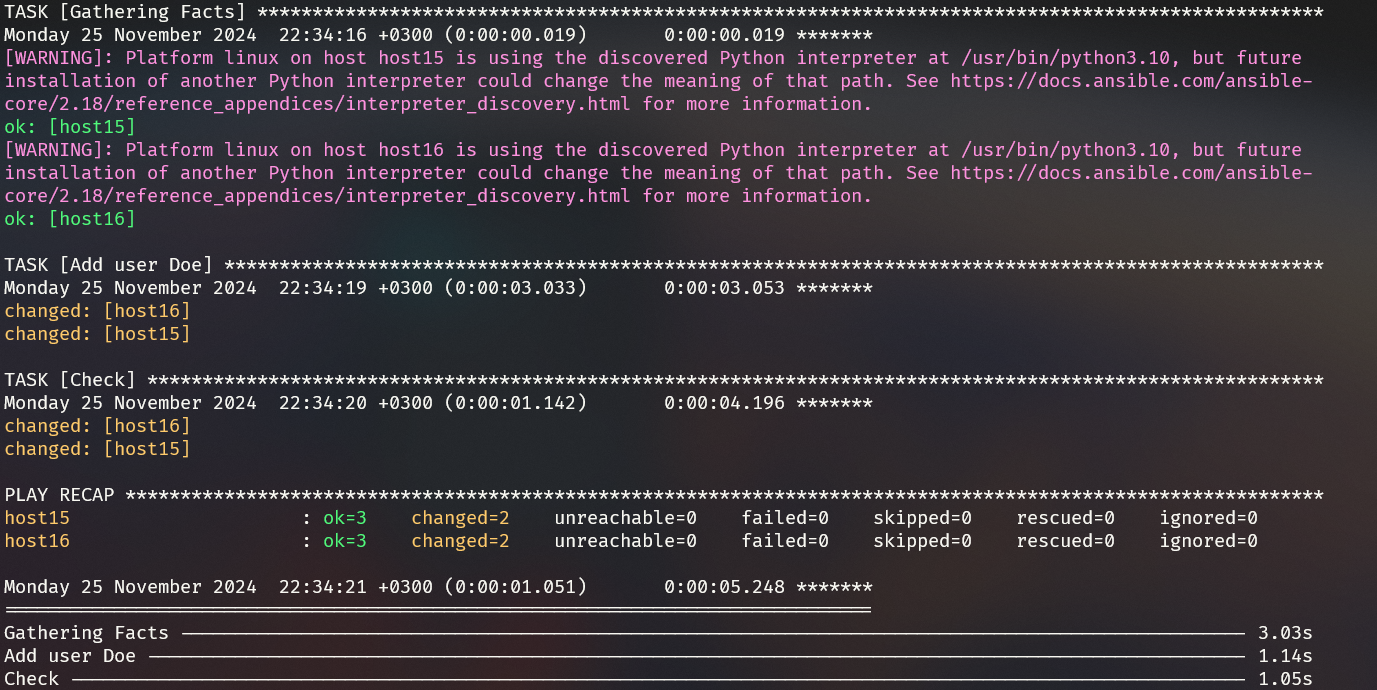 TASK [Gathering Facts] *************************************************************************************************
Monday 25 November 2024  22:34:16 +0300 (0:00:00.019)       0:00:00.019 *******
[WARNING]: Platform linux on host host15 is using the discovered Python interpreter at /usr/bin/python3.10, but future
installation of another Python interpreter could change the meaning of that path. See https://docs.ansible.com/ansible-
core/2.18/reference_appendices/interpreter_discovery.html for more information.
ok: [host15]
[WARNING]: Platform linux on host host16 is using the discovered Python interpreter at /usr/bin/python3.10, but future
installation of another Python interpreter could change the meaning of that path. See https://docs.ansible.com/ansible-
core/2.18/reference_appendices/interpreter_discovery.html for more information.
ok: [host16]
TASK [Add user Doe] ****************************************************************************************************
Monday 25 November 2024  22:34:19 +0300 (0:00:03.033)       0:00:03.053 *******
changed: [host16]
changed: [host15]
TASK [Check] ***********************************************************************************************************
Monday 25 November 2024  22:34:20 +0300 (0:00:01.142)       0:00:04.196 *******
changed: [host16]
changed: [host15]
PLAY RECAP *************************************************************************************************************
host15                     : ok=3    changed=2    unreachable=0    failed=0    skipped=0    rescued=0    ignored=0
host16                     : ok=3    changed=2    unreachable=0    failed=0    skipped=0    rescued=0    ignored=0
Monday 25 November 2024  22:34:21 +0300 (0:00:01.051)       0:00:05.248 *******
===============================================================================
Gathering Facts ------------------------------------------------------------------------------------------------- 3.03s
Add user Doe ---------------------------------------------------------------------------------------------------- 1.14s
Check ----------------------------------------------------------------------------------------------------------- 1.05s